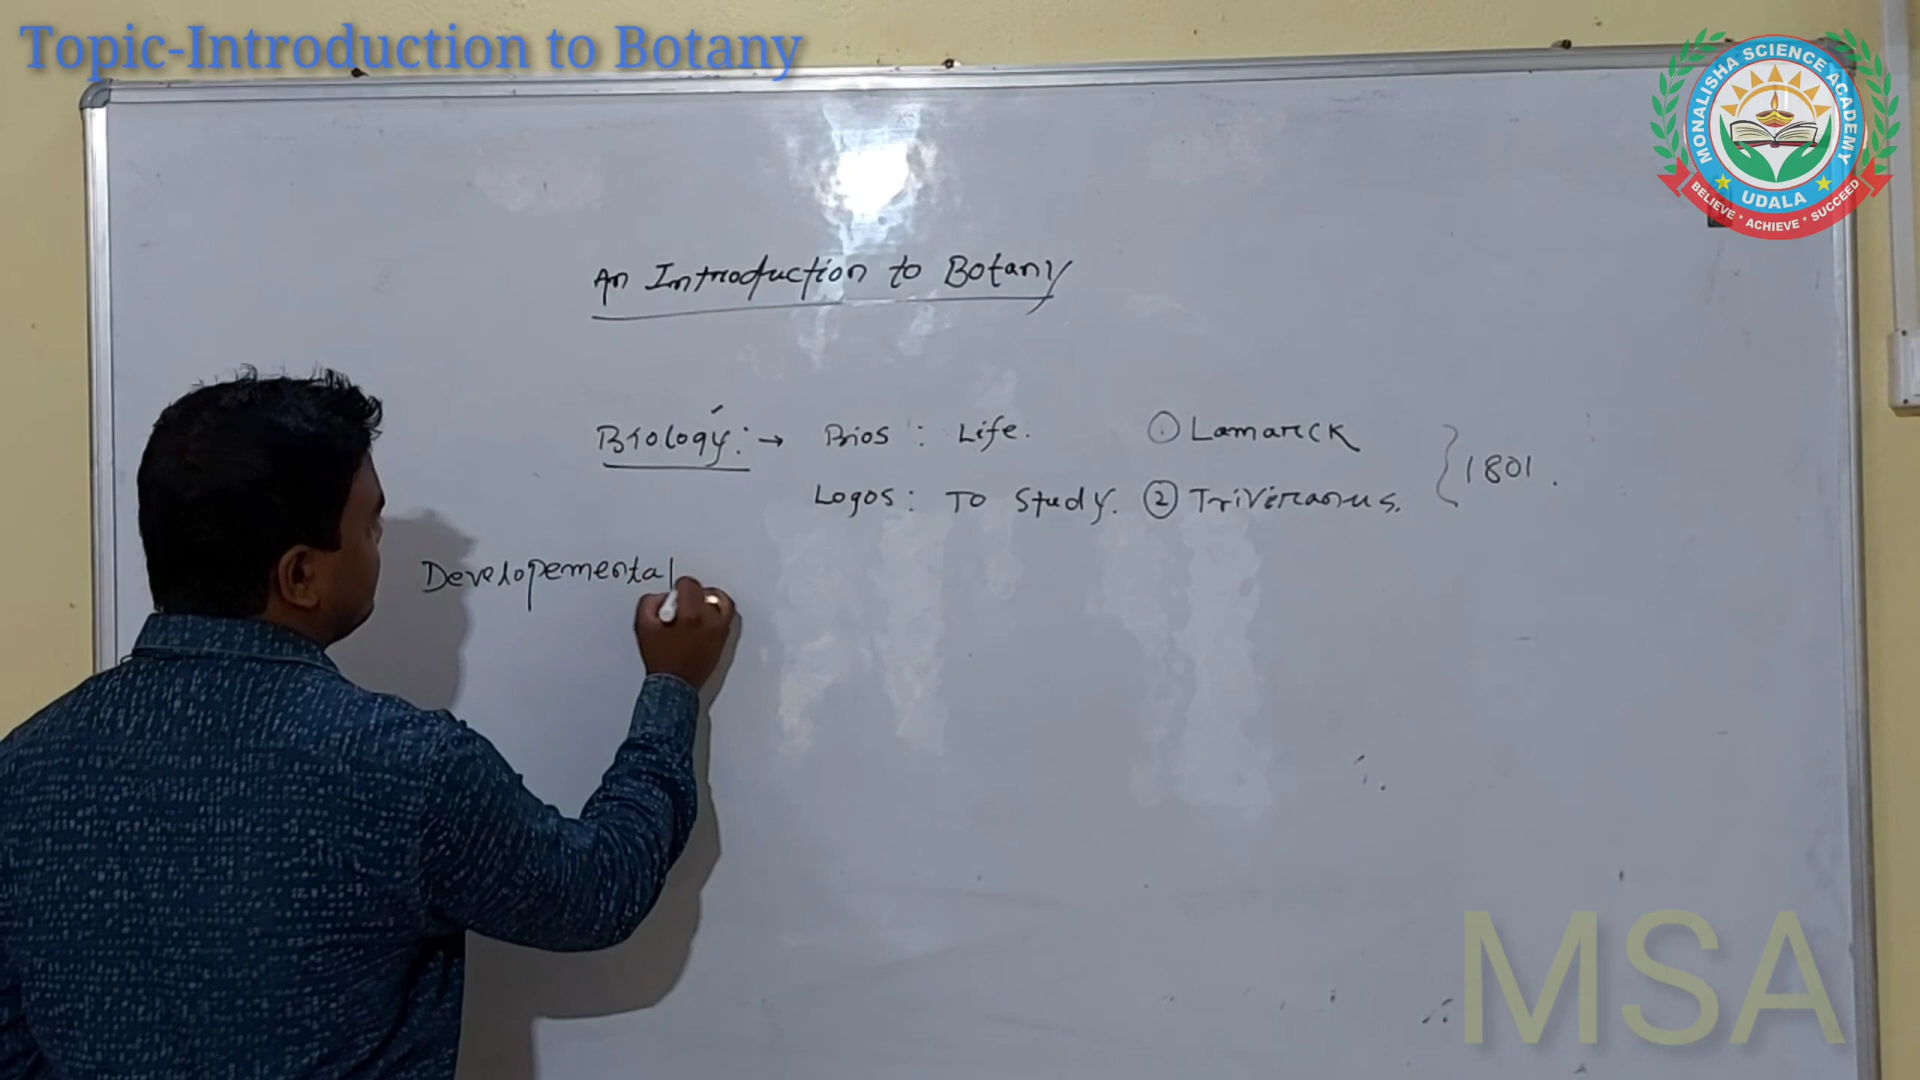 Topic-Introduction to Botany
MONALISHA SCIENCE ACADEMY
UDALA
BELIEVE * ACHIEVE * SUCCEED
An Introduction to Botany
Biology: → Bios : Life. ① Lamarck
Logos : To Study. ② Triviranus. } 1801.
Developemental
MSA